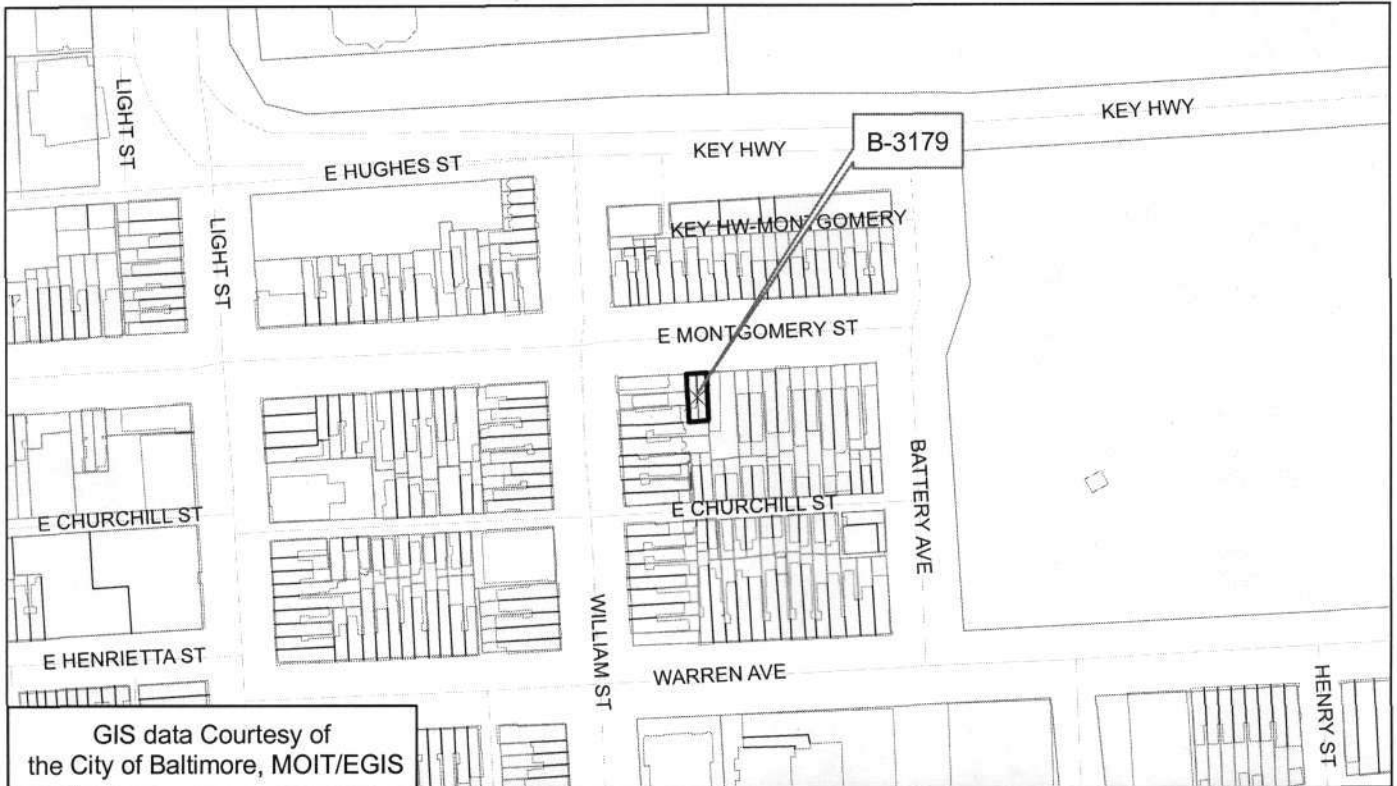 LIGHT ST
KEY HWY
B-3179
KEY HWY
E HUGHES ST
KEY HW-MONTGOMERY
LIGHT ST
E MONTGOMERY ST
E CHURCHILL ST
E CHURCHILL ST
BATTERY AVE
WILLIAM ST
E HENRIETTA ST
WARREN AVE
HENRY ST
GIS data Courtesy of
the City of Baltimore, MOIT/EGIS